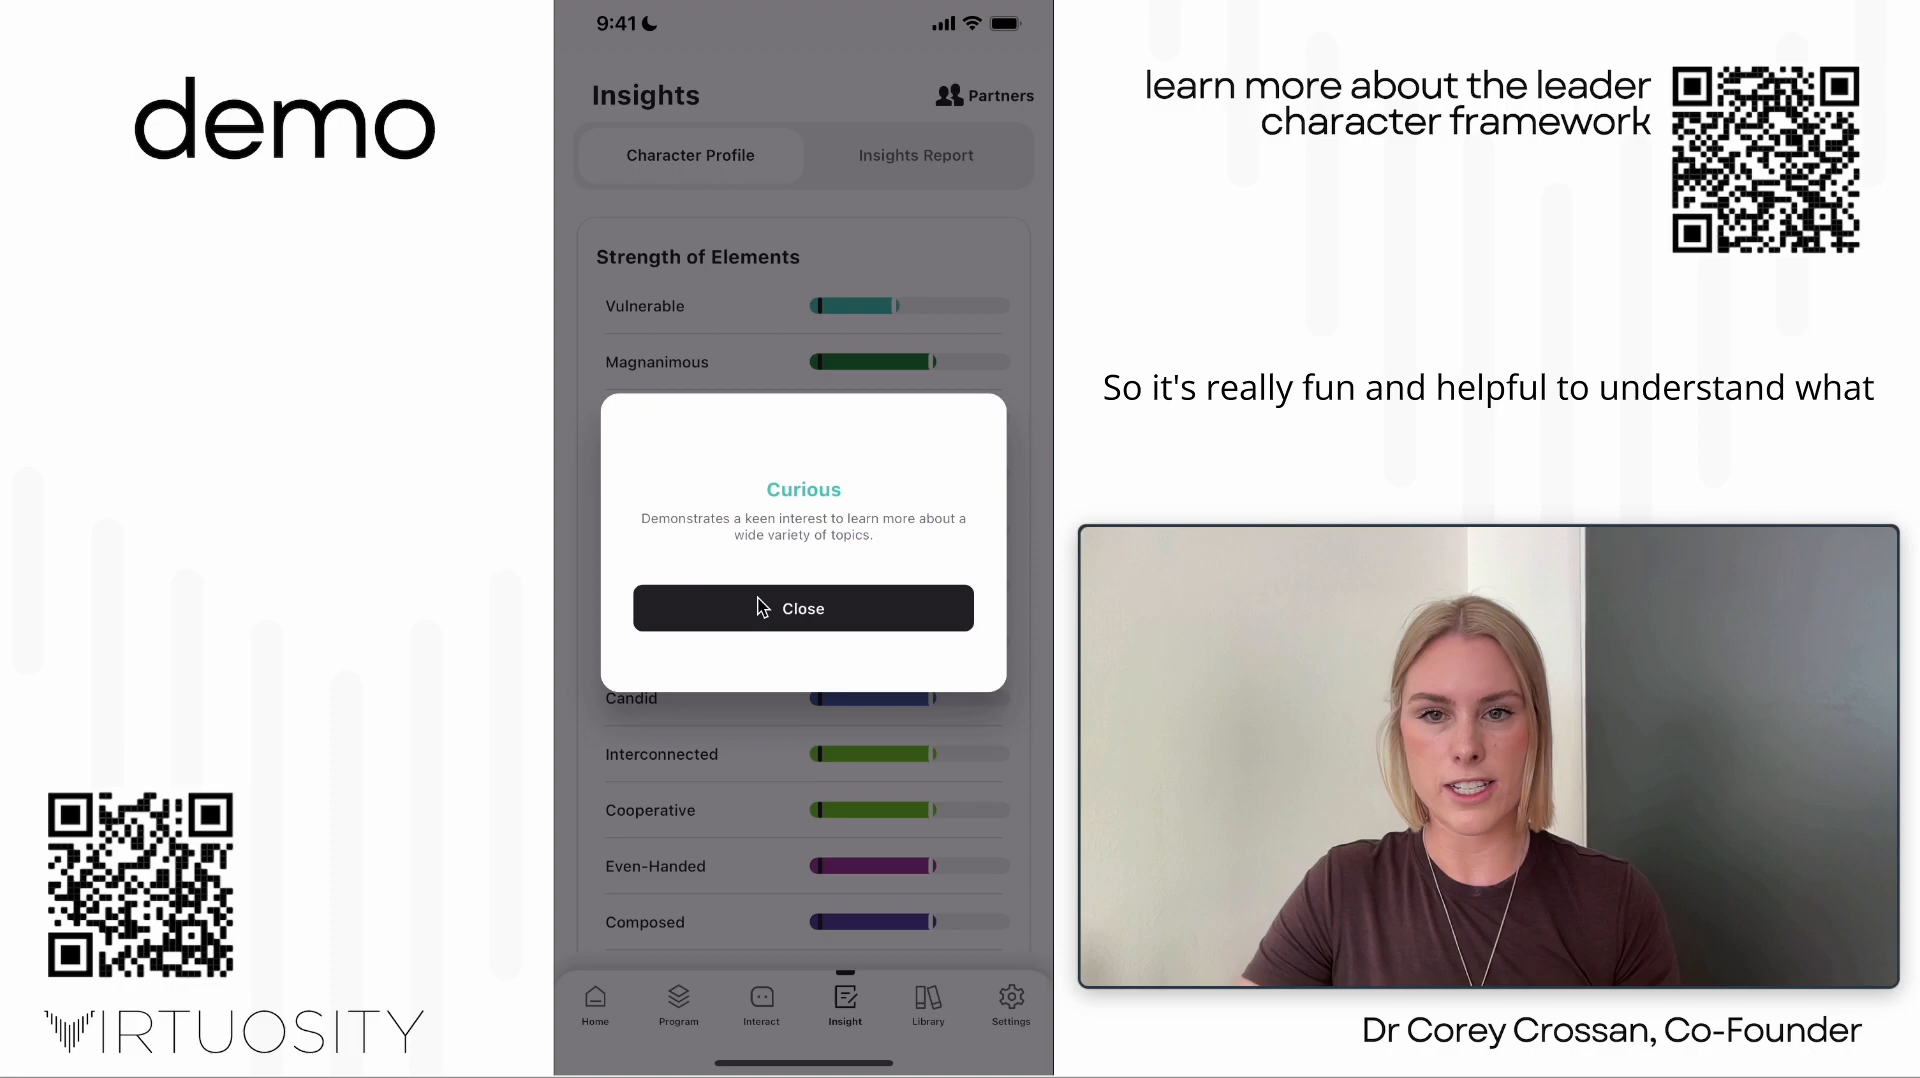 demo
9:41
Insights
Partners
Character Profile
Insights Report
Strength of Elements
Vulnerable
Magnanimous
Curious
Demonstrates a keen interest to learn more about a
wide variety of topics.
Close
Candid
Interconnected
Cooperative
Even-Handed
Composed
Home
Program
Interact
Insight
Library
Settings
learn more about the leader
character framework
So it's really fun and helpful to understand what
Dr Corey Crossan, Co-Founder
VIRTUOSITY